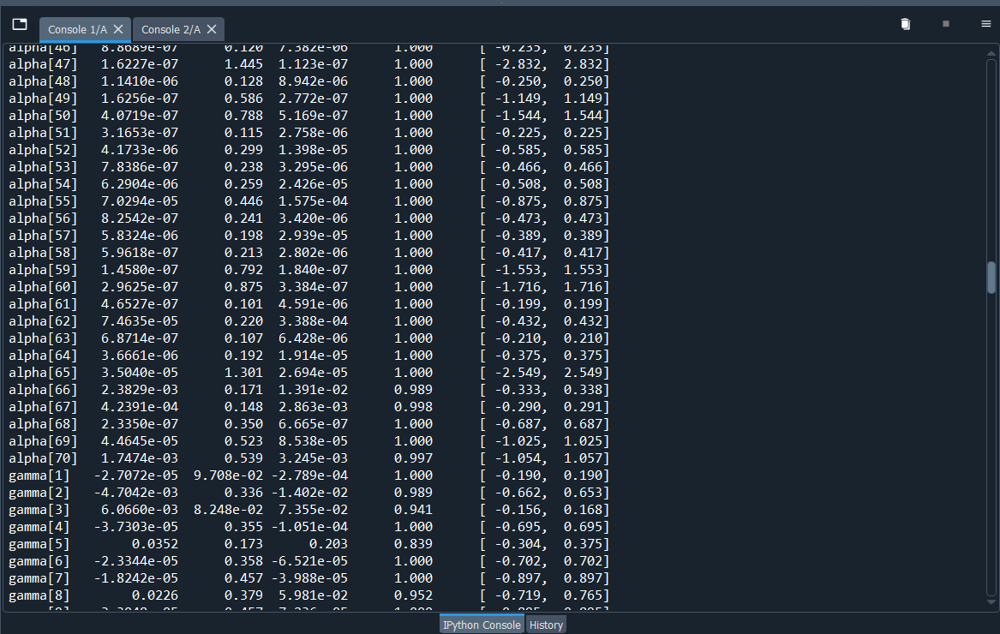 Console 1/A Console 2/A
alpha[46] 8.8689e-07 0.120 7.382e-06 1.000 [ -0.235, 0.235]
alpha[47] 1.6227e-07 1.445 1.123e-07 1.000 [ -2.832, 2.832]
alpha[48] 1.1410e-06 0.128 8.942e-06 1.000 [ -0.250, 0.250]
alpha[49] 1.6256e-07 0.586 2.772e-07 1.000 [ -1.149, 1.149]
alpha[50] 4.0719e-07 0.788 5.169e-07 1.000 [ -1.544, 1.544]
alpha[51] 3.1653e-07 0.115 2.758e-06 1.000 [ -0.225, 0.225]
alpha[52] 4.1733e-06 0.299 1.398e-05 1.000 [ -0.585, 0.585]
alpha[53] 7.8386e-07 0.238 3.295e-06 1.000 [ -0.466, 0.466]
alpha[54] 6.2904e-06 0.259 2.426e-05 1.000 [ -0.508, 0.508]
alpha[55] 7.0294e-05 0.446 1.575e-04 1.000 [ -0.875, 0.875]
alpha[56] 8.2542e-07 0.241 3.420e-06 1.000 [ -0.473, 0.473]
alpha[57] 5.8324e-06 0.198 2.939e-05 1.000 [ -0.389, 0.389]
alpha[58] 5.9618e-07 0.213 2.802e-06 1.000 [ -0.417, 0.417]
alpha[59] 1.4580e-07 0.792 1.840e-07 1.000 [ -1.553, 1.553]
alpha[60] 2.9625e-07 0.875 3.384e-07 1.000 [ -1.716, 1.716]
alpha[61] 4.6527e-07 0.101 4.591e-06 1.000 [ -0.199, 0.199]
alpha[62] 7.4635e-05 0.220 3.388e-04 1.000 [ -0.432, 0.432]
alpha[63] 6.8714e-07 0.107 6.428e-06 1.000 [ -0.210, 0.210]
alpha[64] 3.6661e-06 0.192 1.914e-05 1.000 [ -0.375, 0.375]
alpha[65] 3.5040e-05 1.301 2.694e-05 1.000 [ -2.549, 2.549]
alpha[66] 2.3829e-03 0.171 1.391e-02 0.989 [ -0.333, 0.338]
alpha[67] 4.2391e-04 0.148 2.863e-03 0.998 [ -0.290, 0.291]
alpha[68] 2.3350e-07 0.350 6.665e-07 1.000 [ -0.687, 0.687]
alpha[69] 4.4645e-05 0.523 8.538e-05 1.000 [ -1.025, 1.025]
alpha[70] 1.7474e-03 0.539 3.245e-03 0.997 [ -1.054, 1.057]
gamma[1] -2.7072e-05 9.708e-02 -2.789e-04 1.000 [ -0.190, 0.190]
gamma[2] -4.7042e-03 0.336 -1.402e-02 0.989 [ -0.662, 0.653]
gamma[3] 6.0660e-03 8.248e-02 7.355e-02 0.941 [ -0.156, 0.168]
gamma[4] -3.7303e-05 0.355 -1.051e-04 1.000 [ -0.695, 0.695]
gamma[5] 0.0352 0.173 0.203 0.839 [ -0.304, 0.375]
gamma[6] -2.3344e-05 0.358 -6.521e-05 1.000 [ -0.702, 0.702]
gamma[7] -1.8242e-05 0.457 -3.988e-05 1.000 [ -0.897, 0.897]
gamma[8] 0.0226 0.379 5.981e-02 0.952 [ -0.719, 0.765]
IPython Console History